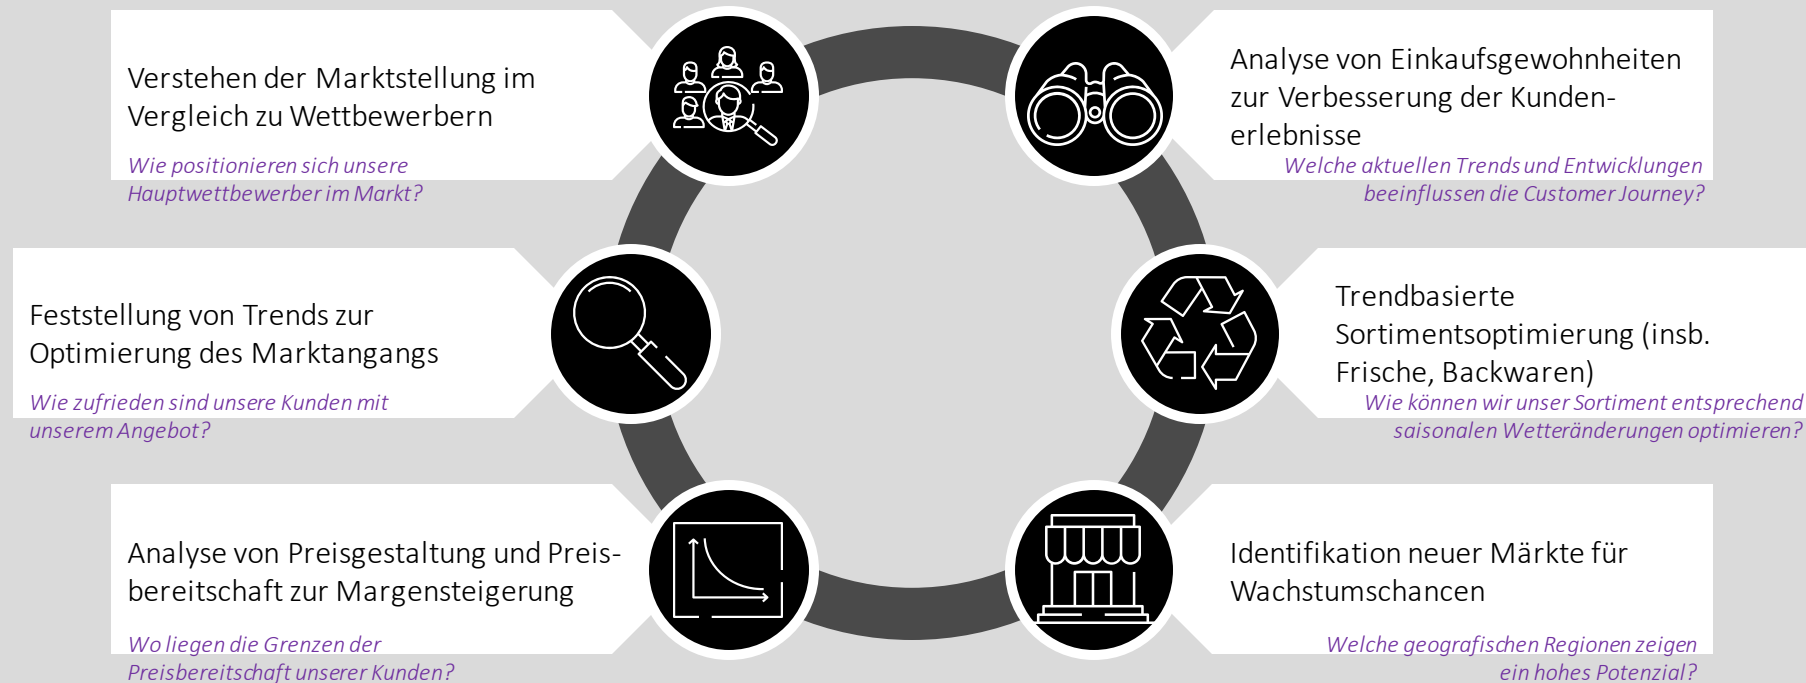 Verstehen der Marktstellung im
Vergleich zu Wettbewerbern
Wie positionieren sich unsere
Hauptwettbewerber im Markt?
Analyse von Einkaufsgewohnheiten
zur Verbesserung der Kunden-
erlebnisse
Welche aktuellen Trends und Entwicklungen
beeinflussen die Customer Journey?
Feststellung von Trends zur
Optimierung des Marktangangs
Wie zufrieden sind unsere Kunden mit
unserem Angebot?
Trendbasierte
Sortimentsoptimierung (insb.
Frische, Backwaren)
Wie können wir unser Sortiment entsprechend
saisonalen Wetteränderungen optimieren?
Analyse von Preisgestaltung und Preis-
bereitschaft zur Margensteigerung
Wo liegen die Grenzen der
Preisbereitschaft unserer Kunden?
Identifikation neuer Märkte für
Wachstumschancen
Welche geografischen Regionen zeigen
ein hohes Potenzial?